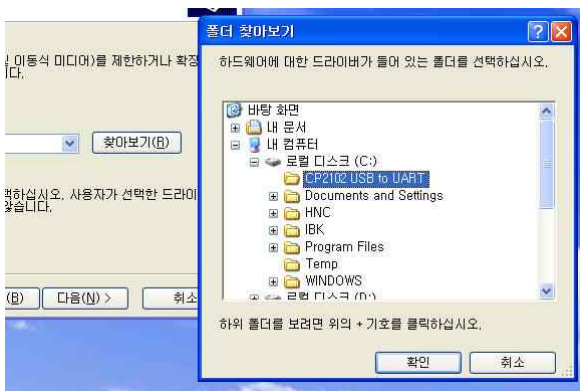 이동식 미디어)를 제한하거나 확장
니다.
찾아보기(R)
택하십시오. 사용자가 선택한 드라이
않습니다.
(B)
다음(N) >
취소
폴더 찾아보기
하드웨어에 대한 드라이버가 들어 있는 폴더를 선택하십시오.
바탕 화면
내 문서
내 컴퓨터
로컬 디스크 (C:)
CP2102 USB to UART
Documents and Settings
HNC
IBK
Program Files
Temp
WINDOWS
로컬 디스크 (D:)
하위 폴더를 보려면 위의 + 기호를 클릭하십시오.
확인
취소